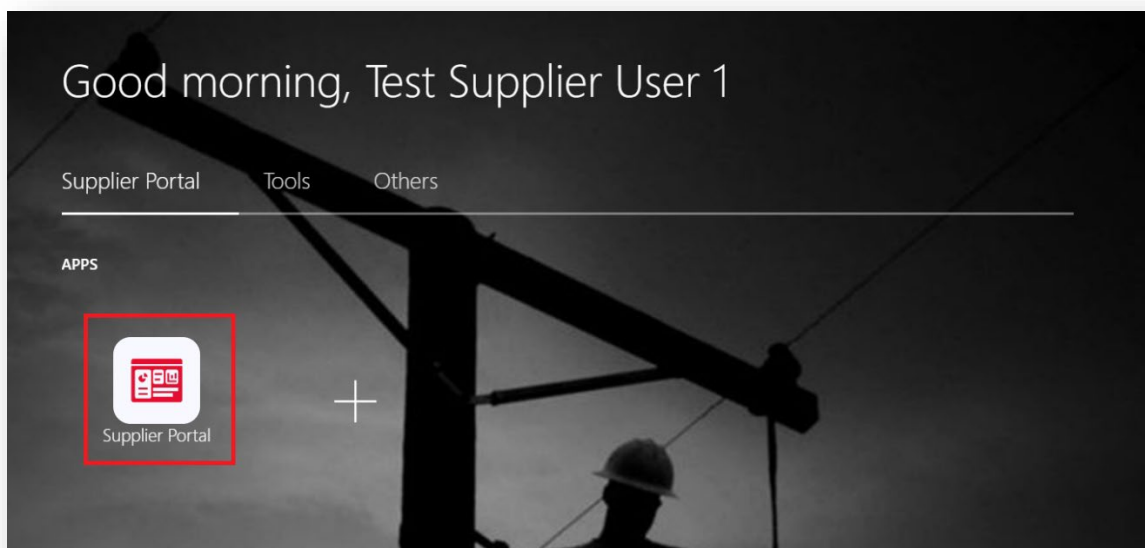 Good morning, Test Supplier User 1
Supplier Portal Tools Others
APPS
Supplier Portal